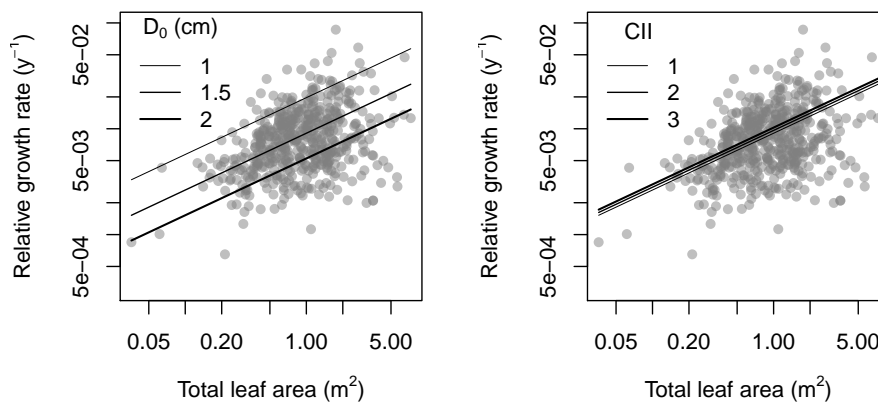 D₀ (cm)
1
1.5
2
Relative growth rate (y⁻¹)
5e−02
5e−03
5e−04
0.05 0.20 1.00 5.00
Total leaf area (m²)
CII
1
2
3
Relative growth rate (y⁻¹)
5e−02
5e−03
5e−04
0.05 0.20 1.00 5.00
Total leaf area (m²)